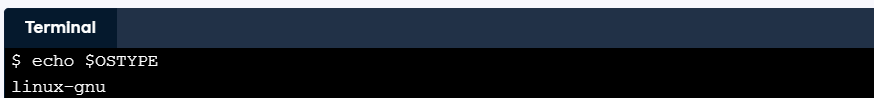 Terminal
$ echo $OSTYPE
linux-gnu